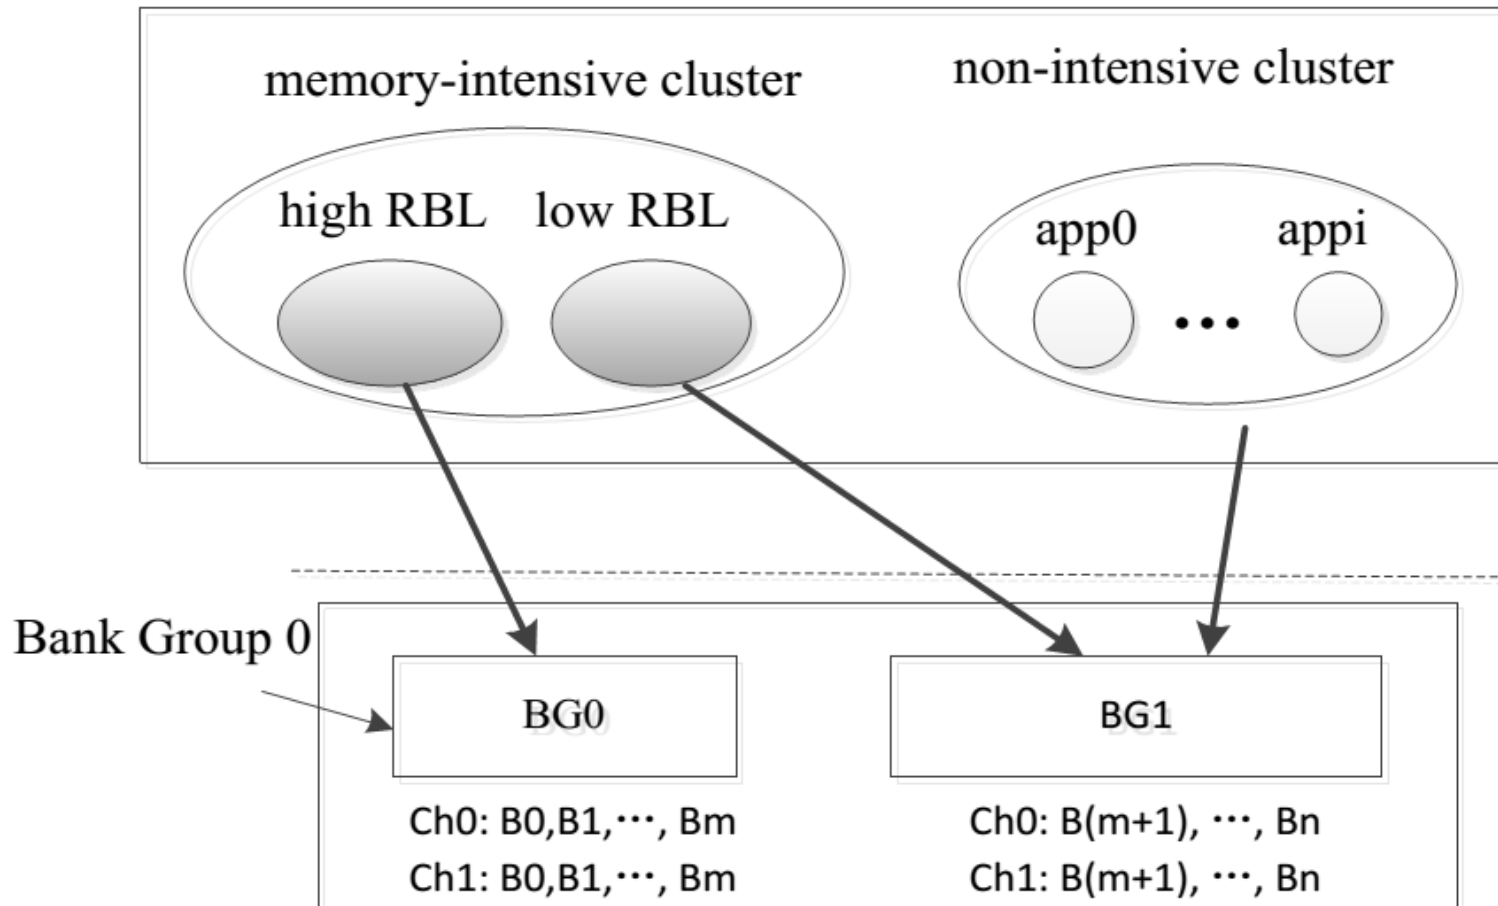 memory-intensive cluster
non-intensive cluster
high RBL
low RBL
app0
appi
...
Bank Group 0
BG0
BG1
Ch0: B0,B1,···, Bm
Ch0: B(m+1), ···, Bn
Ch1: B0,B1,···, Bm
Ch1: B(m+1), ···, Bn